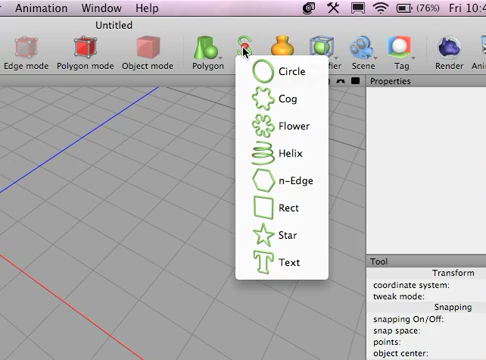 Animation Window Help (76%) Fri 10:4
Untitled
Edge mode Polygon mode Object mode Polygon Scene Tag Render
Properties
Circle
Cog
Flower
Helix
n-Edge
Rect
Star
Text
Tool
Transform
coordinate system:
tweak mode:
Snapping
snapping On/Off:
snap space:
points:
object center: